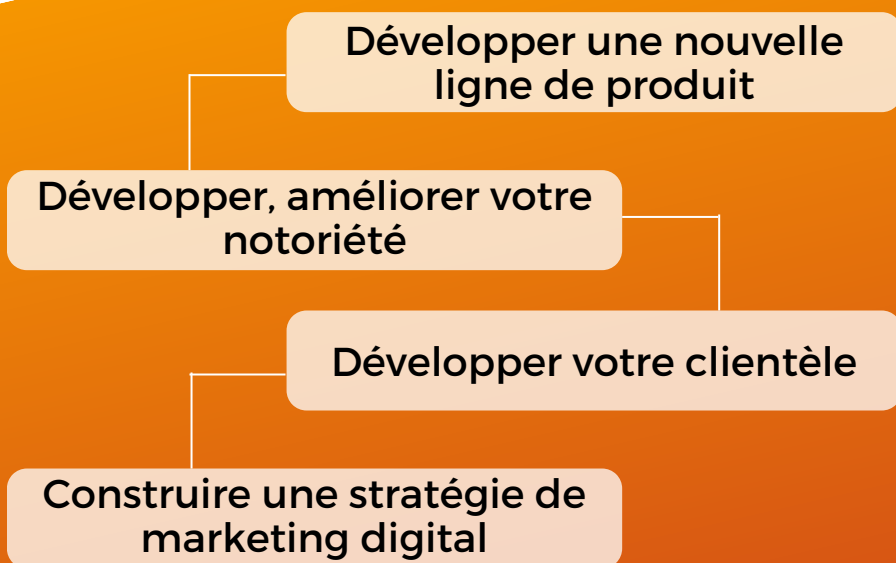 Développer une nouvelle
ligne de produit
Développer, améliorer votre
notoriété
Développer votre clientèle
Construire une stratégie de
marketing digital